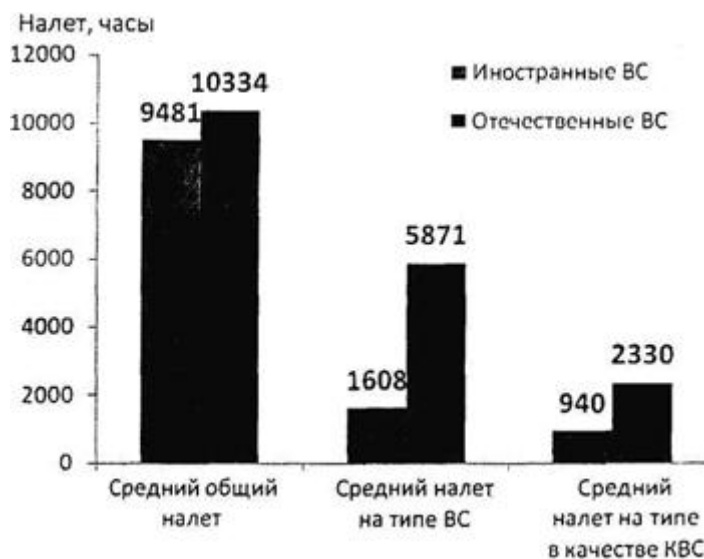 Налет, часы
12000
10000
8000
6000
4000
2000
0
Иностранные ВС
Отечественные ВС
9481
10334
1608
5871
940
2330
Средний общий
налет
Средний налет
на типе ВС
Средний
налет на типе
в качестве КВС